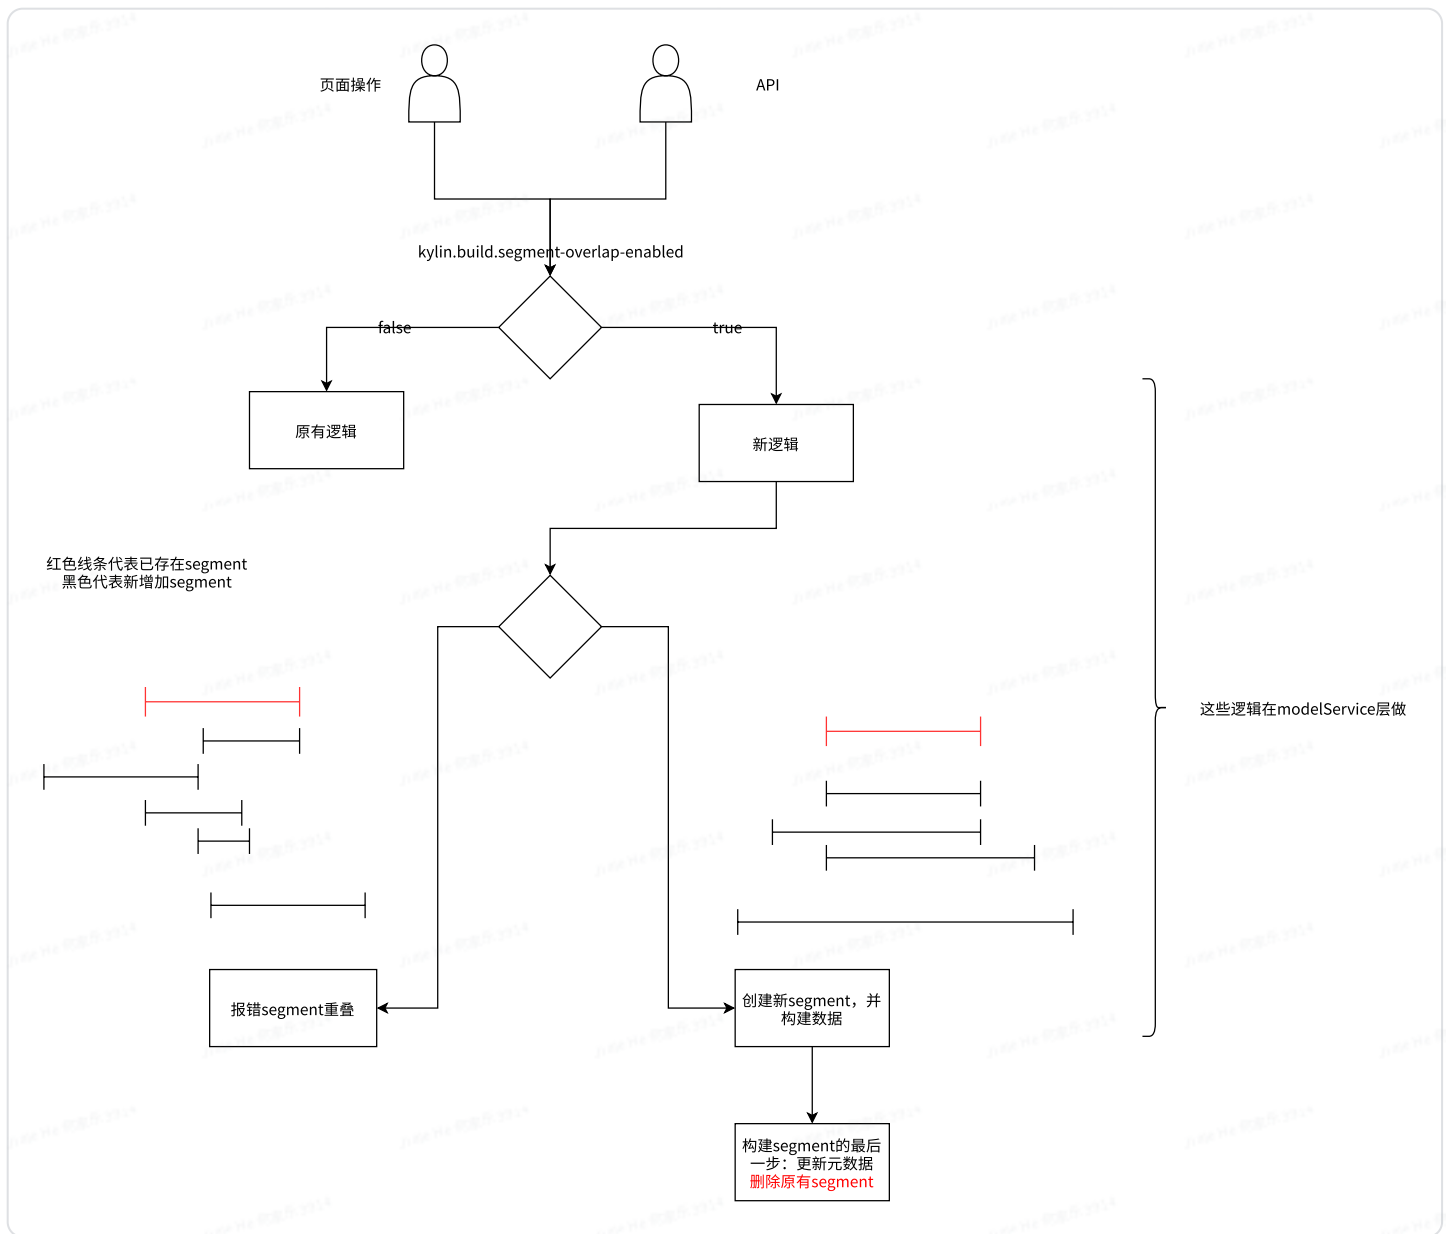 页面操作
API
kylin.build.segment-overlap-enabled
false
true
原有逻辑
新逻辑
红色线条代表已存在segment
黑色代表新增加segment
这些逻辑在modelService层做
报错segment重叠
创建新segment，并
构建数据
构建segment的最后
一步：更新元数据
删除原有segment